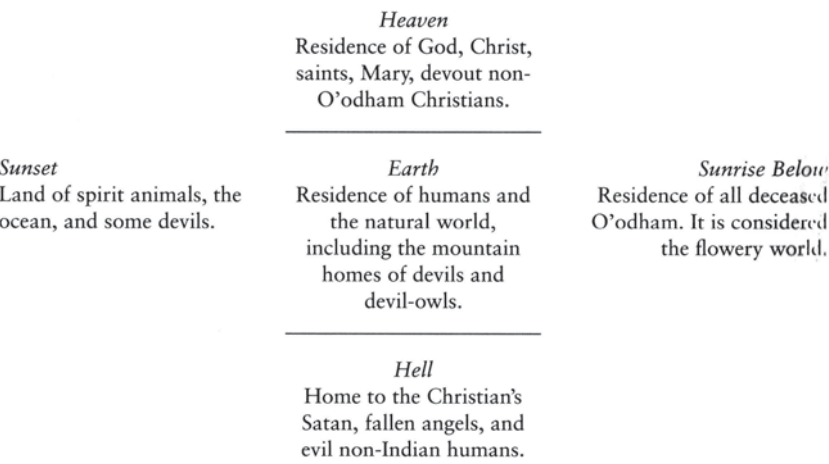 Heaven
Residence of God, Christ,
saints, Mary, devout non-
O'odham Christians.
Sunset
Land of spirit animals, the
ocean, and some devils.
Earth
Residence of humans and
the natural world,
including the mountain
homes of devils and
devil-owls.
Sunrise Below
Residence of all deceased
O'odham. It is considered
the flowery world.
Hell
Home to the Christian's
Satan, fallen angels, and
evil non-Indian humans.